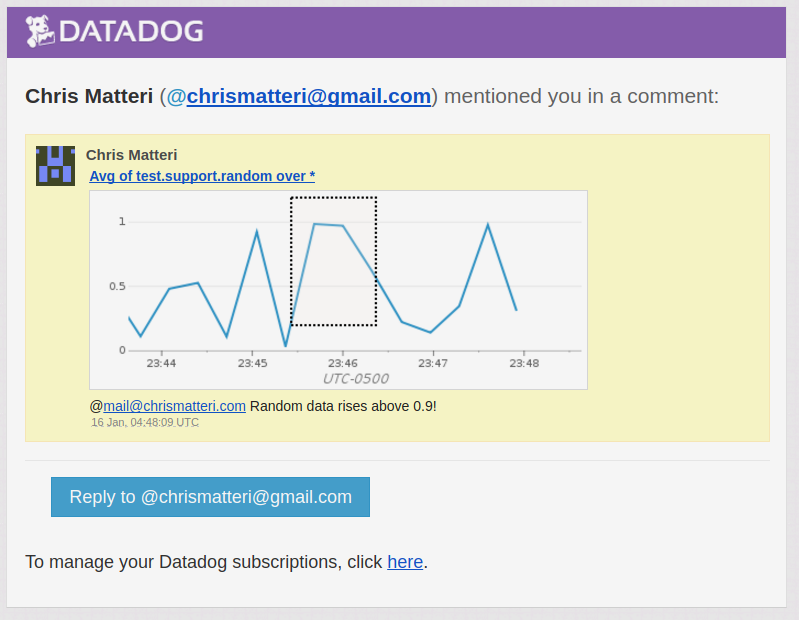 DATADOG
Chris Matteri (@chrismatteri@gmail.com) mentioned you in a comment:
Chris Matteri
Avg of test.support.random over *
1
0.5
0
23:44 23:45 23:46 23:47 23:48
UTC-0500
@mail@chrismatteri.com Random data rises above 0.9!
16 Jan, 04:48:09 UTC
Reply to @chrismatteri@gmail.com
To manage your Datadog subscriptions, click here.